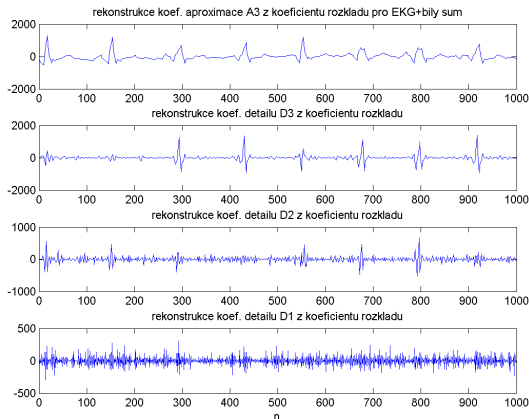 rekonstrukce koef. aproximace A3 z koeficientu rozkladu pro EKG+bily sum
2000
0
-2000
0 100 200 300 400 500 600 700 800 900 1000
rekonstrukce koef. detailu D3 z koeficientu rozkladu
2000
0
-2000
0 100 200 300 400 500 600 700 800 900 1000
rekonstrukce koef. detailu D2 z koeficientu rozkladu
1000
0
-1000
0 100 200 300 400 500 600 700 800 900 1000
rekonstrukce koef. detailu D1 z koeficientu rozkladu
500
0
-500
0 100 200 300 400 500 600 700 800 900 1000
n